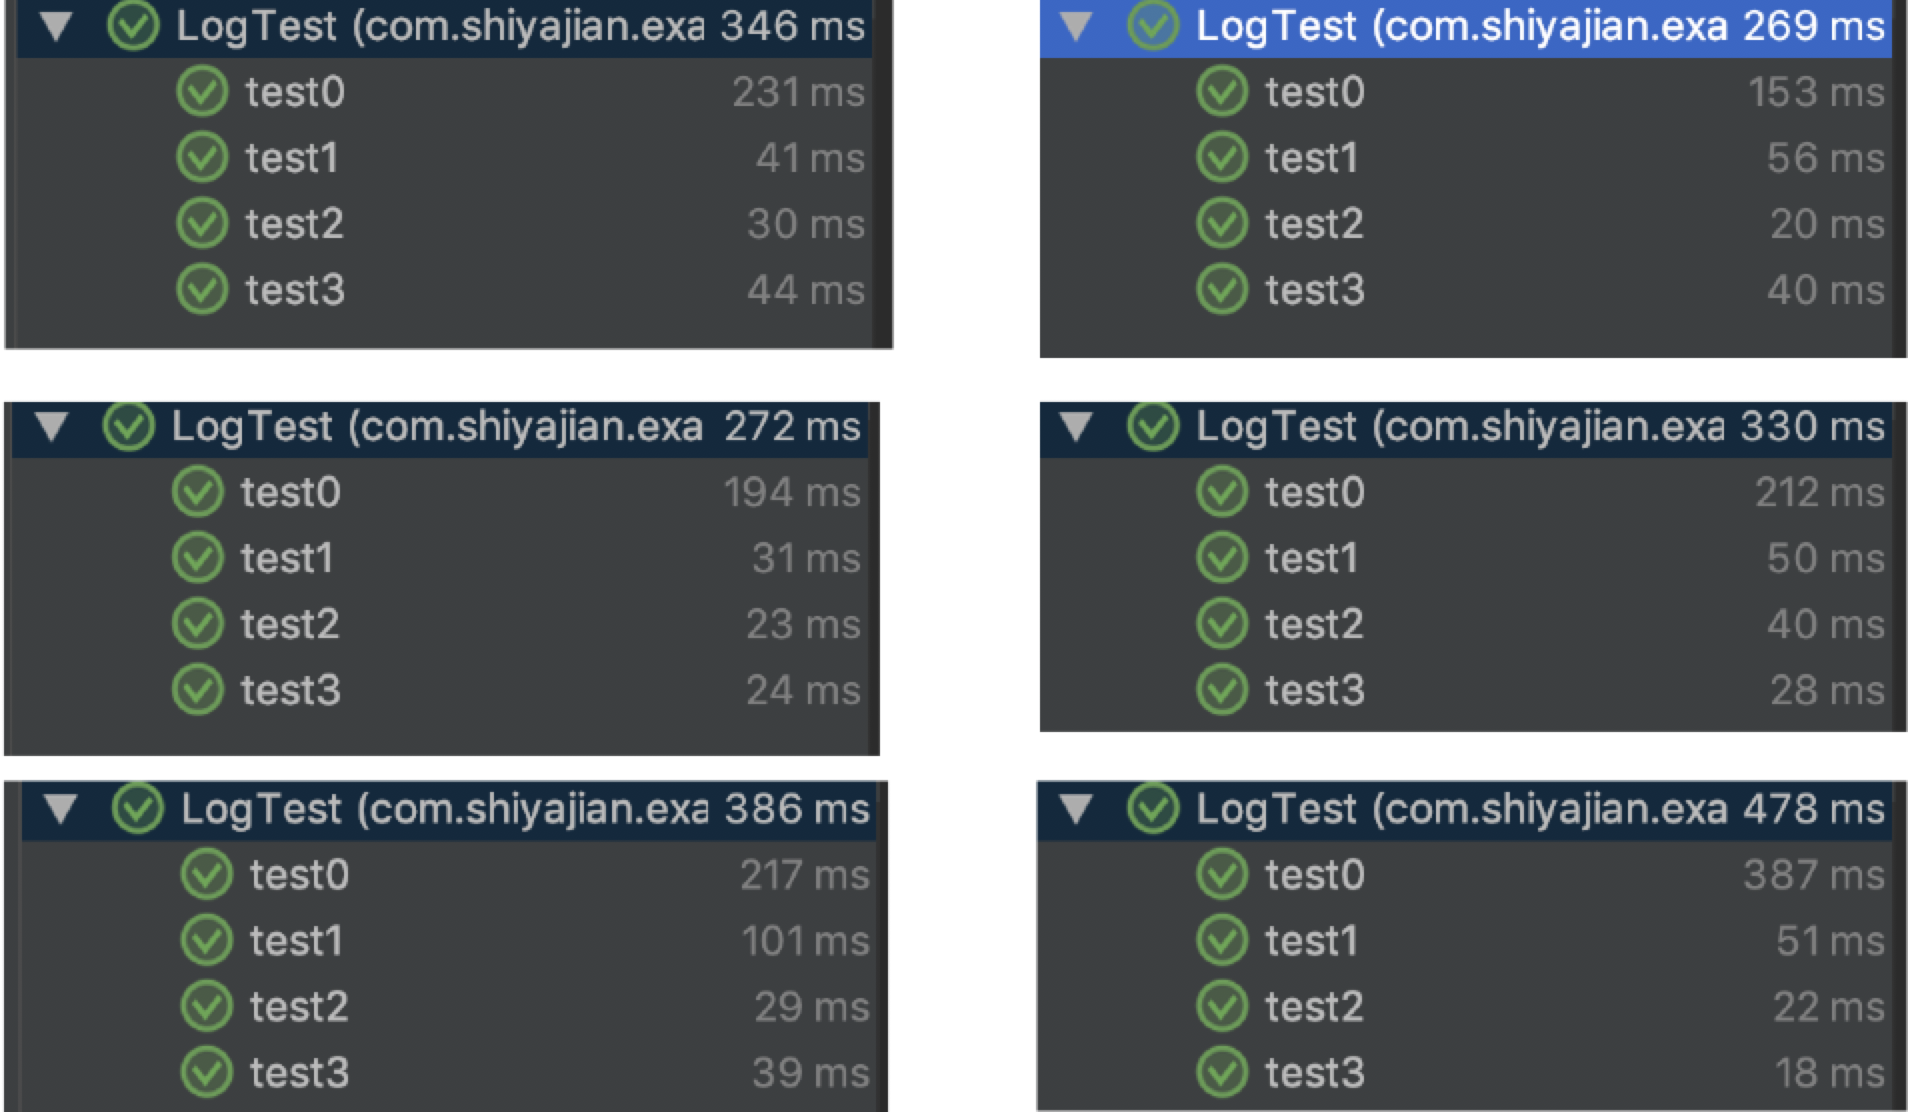 LogTest (com.shiyajian.exa 346 ms
test0 231 ms
test1 41 ms
test2 30 ms
test3 44 ms
LogTest (com.shiyajian.exa 269 ms
test0 153 ms
test1 56 ms
test2 20 ms
test3 40 ms
LogTest (com.shiyajian.exa 272 ms
test0 194 ms
test1 31 ms
test2 23 ms
test3 24 ms
LogTest (com.shiyajian.exa 330 ms
test0 212 ms
test1 50 ms
test2 40 ms
test3 28 ms
LogTest (com.shiyajian.exa 386 ms
test0 217 ms
test1 101 ms
test2 29 ms
test3 39 ms
LogTest (com.shiyajian.exa 478 ms
test0 387 ms
test1 51 ms
test2 22 ms
test3 18 ms